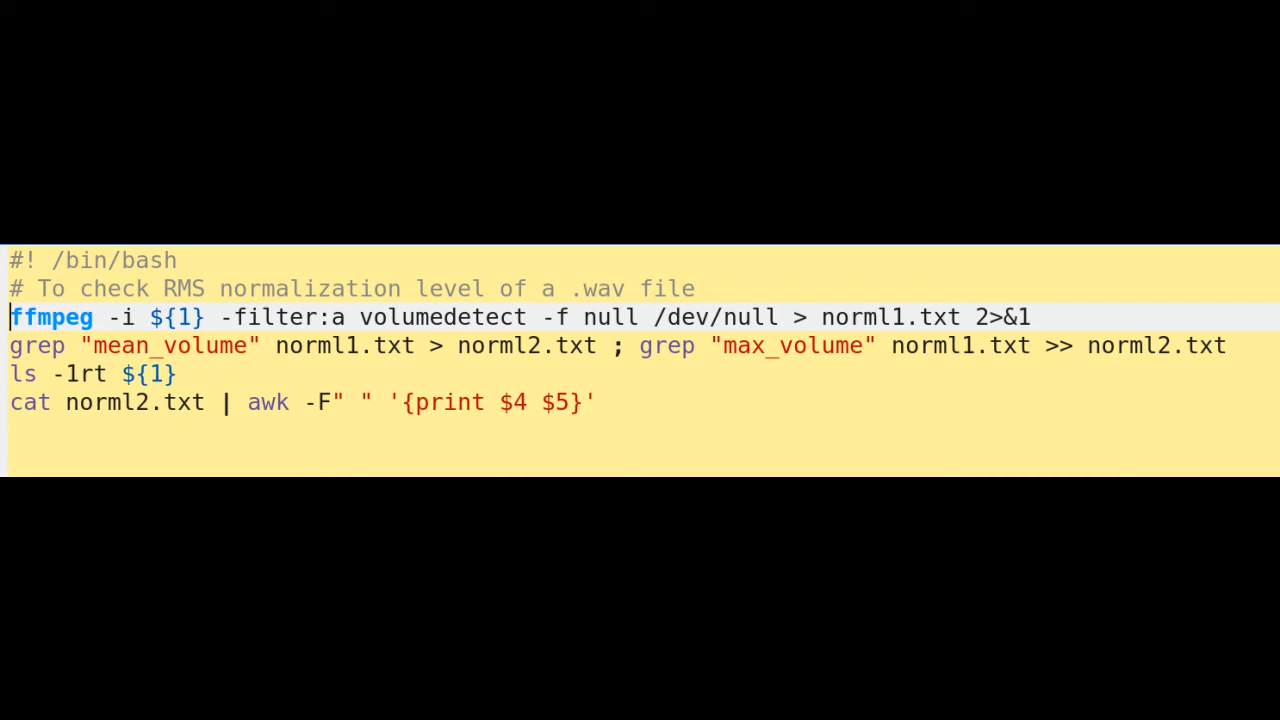 #! /bin/bash
# To check RMS normalization level of a .wav file
ffmpeg -i ${1} -filter:a volumedetect -f null /dev/null > norml1.txt 2>&1
grep "mean_volume" norml1.txt > norml2.txt ; grep "max_volume" norml1.txt >> norml2.txt
ls -1rt ${1}
cat norml2.txt | awk -F" " '{print $4 $5}'